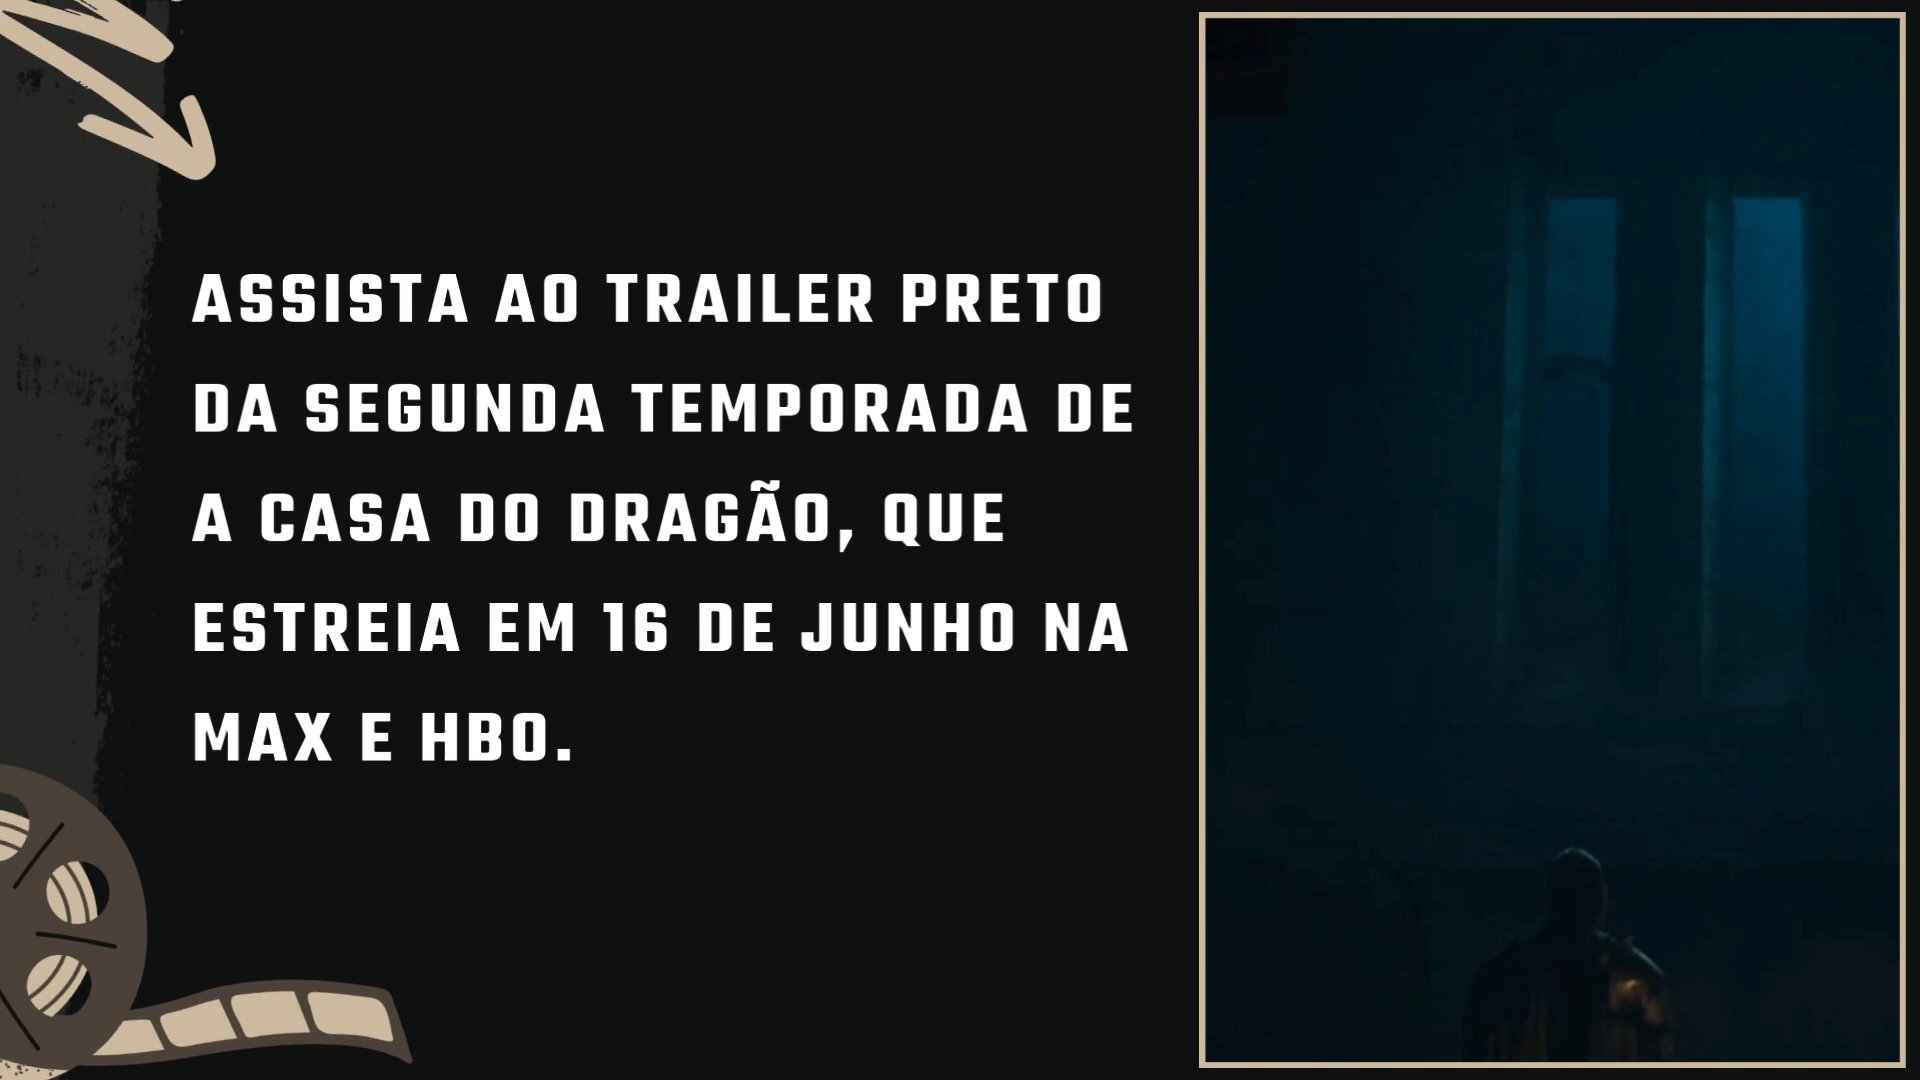 ASSISTA AO TRAILER PRETO
DA SEGUNDA TEMPORADA DE
A CASA DO DRAGÃO, QUE
ESTREIA EM 16 DE JUNHO NA
MAX E HBO.